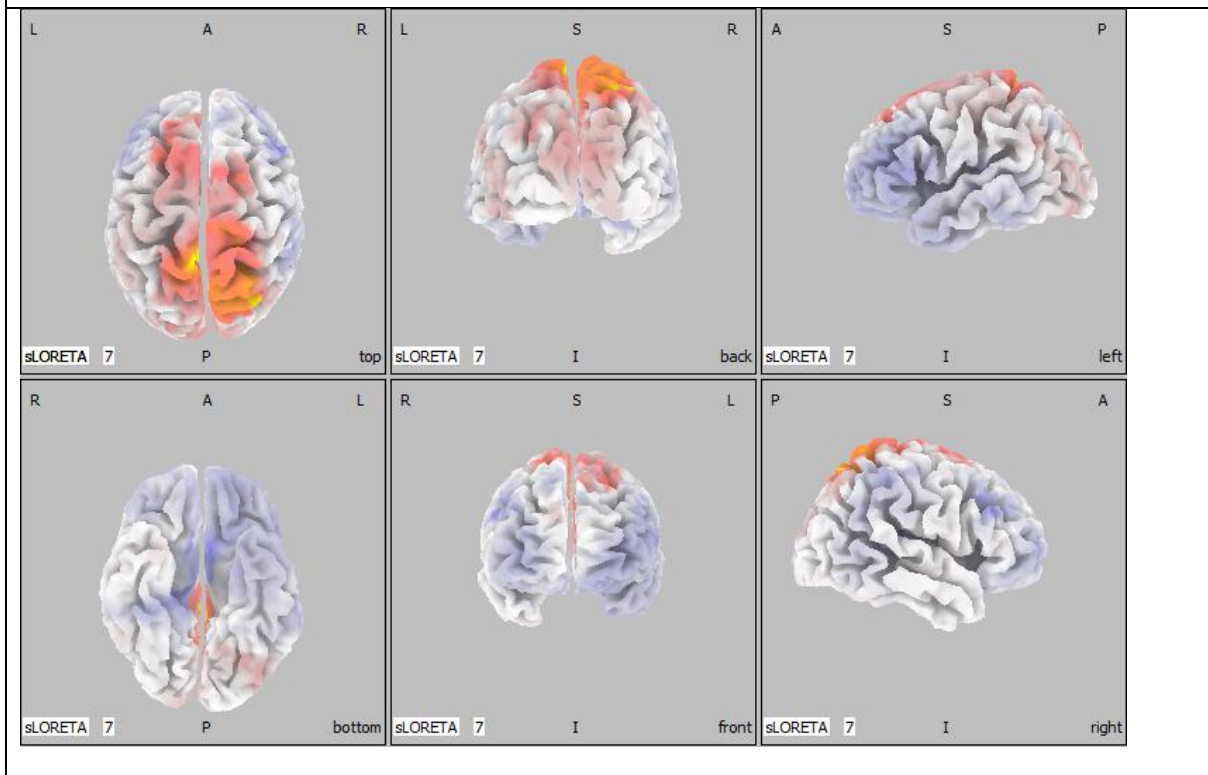 L A R
L S R
A S P
sLORETA 7 P top
sLORETA 7 I back
sLORETA 7 I left
R A L
R S L
P S A
sLORETA 7 P bottom
sLORETA 7 I front
sLORETA 7 I right